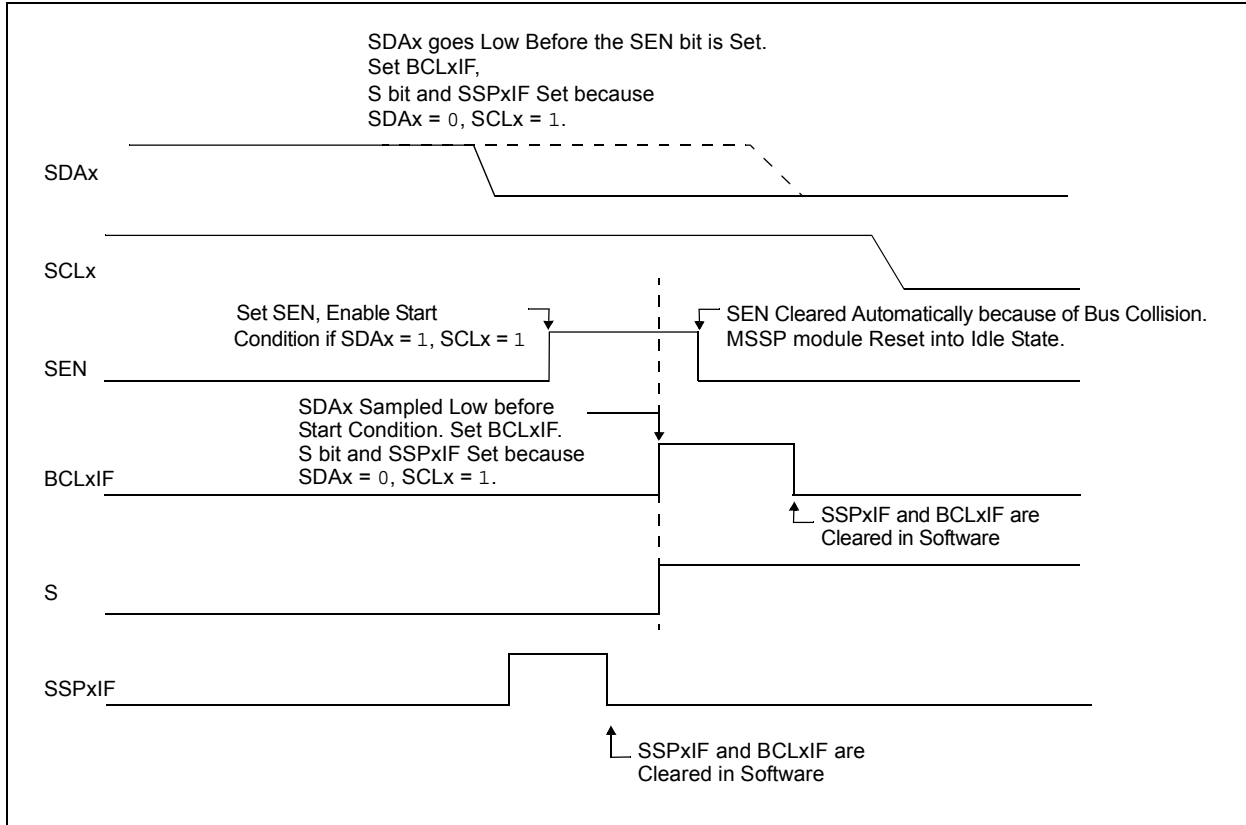 SDAx goes Low Before the SEN bit is Set.
Set BCLxIF,
S bit and SSPxIF Set because
SDAx = 0, SCLx = 1.
SDAx
SCLx
Set SEN, Enable Start
Condition if SDAx = 1, SCLx = 1
SEN Cleared Automatically because of Bus Collision.
MSSP module Reset into Idle State.
SEN
SDAx Sampled Low before
Start Condition. Set BCLxIF.
S bit and SSPxIF Set because
SDAx = 0, SCLx = 1.
BCLxIF
SSPxIF and BCLxIF are
Cleared in Software
S
SSPxIF
SSPxIF and BCLxIF are
Cleared in Software